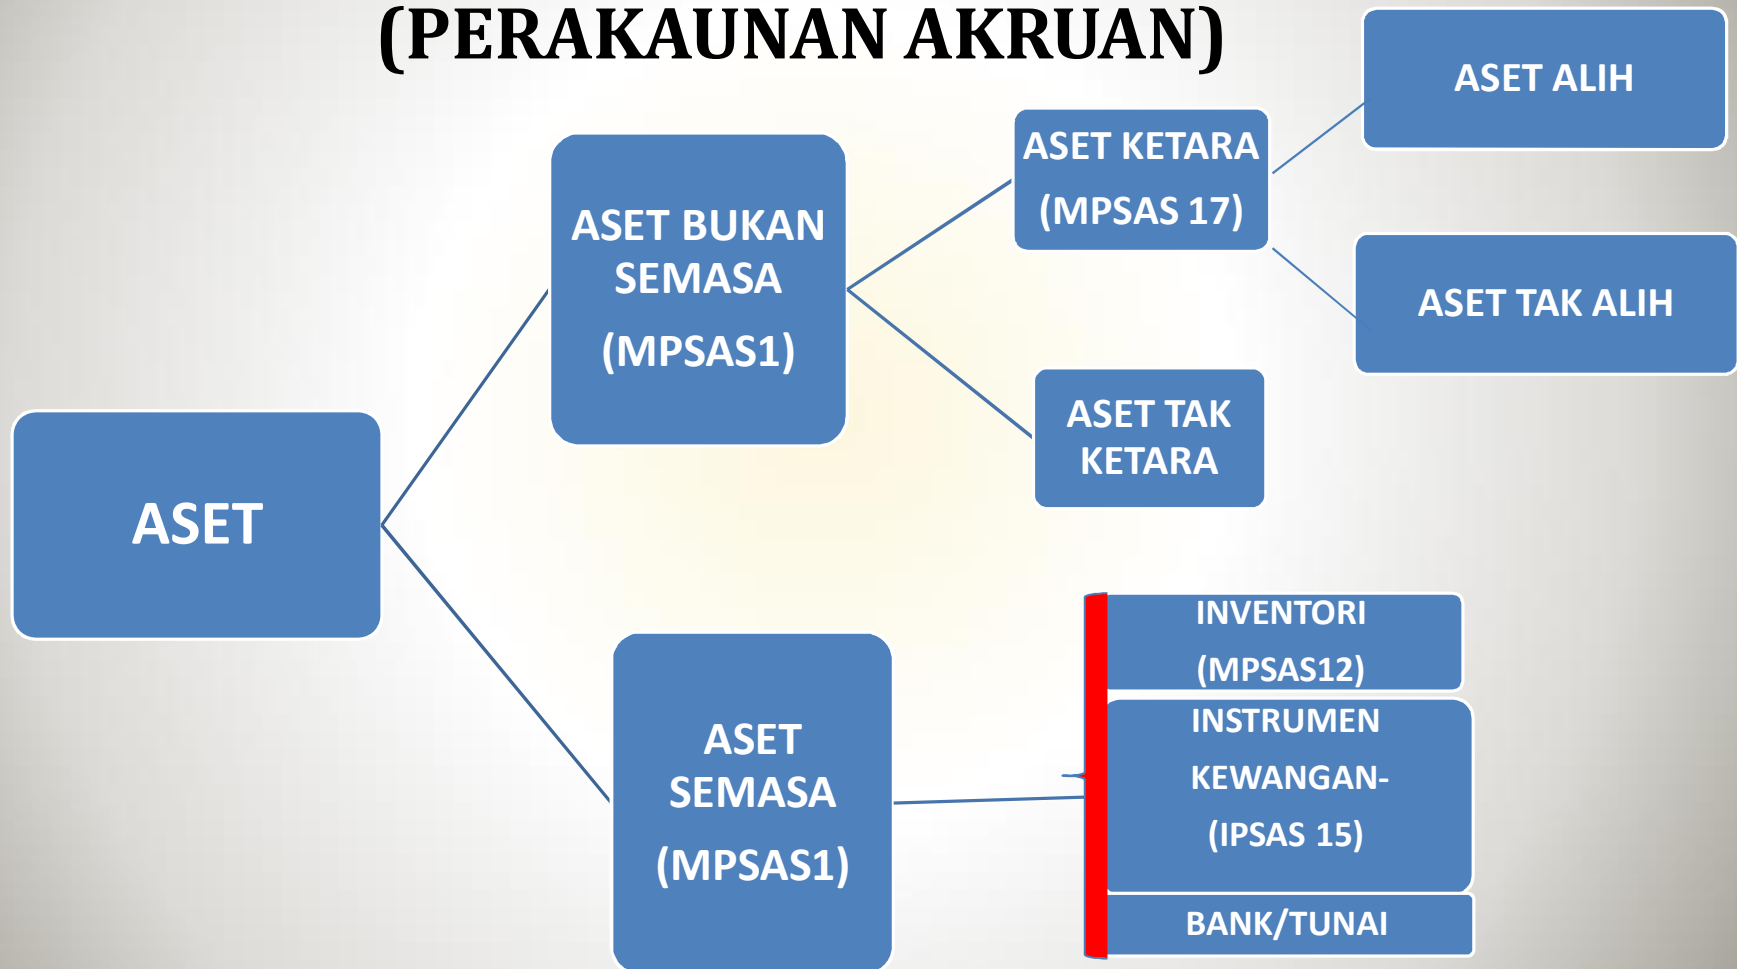 (PERAKAUNAN AKRUAN)
ASET
ASET BUKAN
SEMASA
(MPSAS1)
ASET KETARA
(MPSAS 17)
ASET ALIH
ASET TAK ALIH
ASET TAK
KETARA
ASET
SEMASA
(MPSAS1)
INVENTORI
(MPSAS12)
INSTRUMEN
KEWANGAN-
(IPSAS 15)
BANK/TUNAI